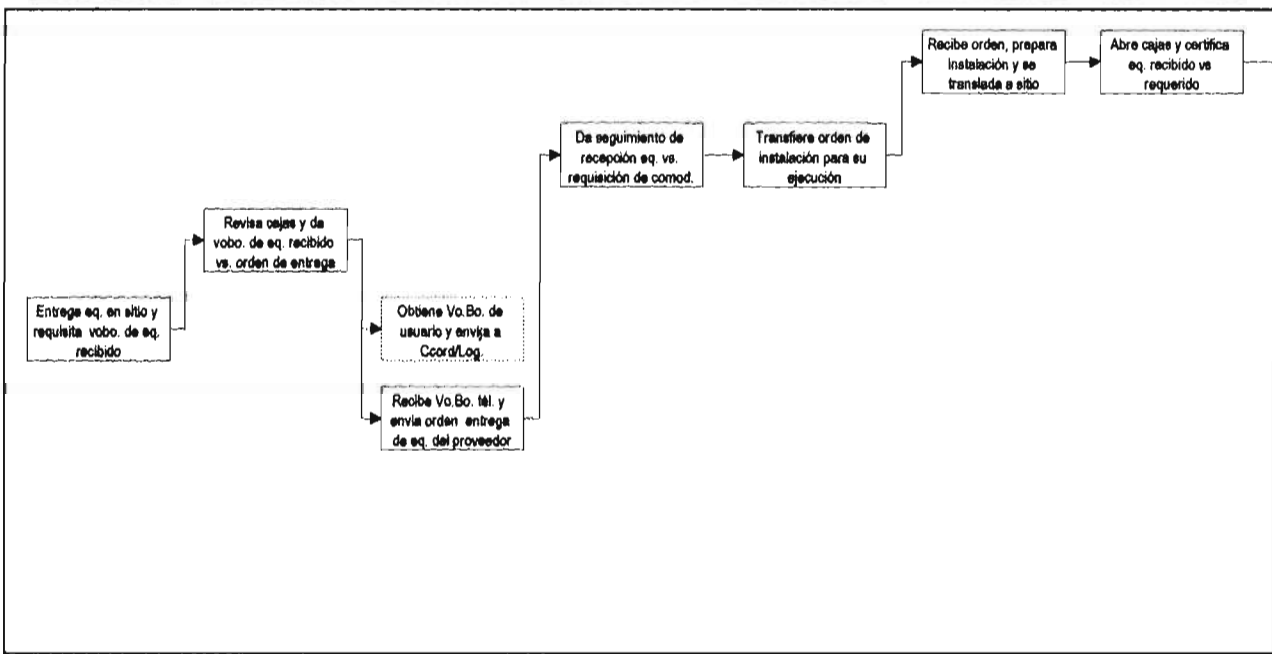 Recibe orden, prepara
instalación y se
translada a sitio
Abre cajas y certifica
eq. recibido vs
requerido
Da seguimiento de
recepción eq. vs.
requisición de comod.
Transfiere orden de
instalación para su
ejecución
Revisa cajas y da
vobo. de eq. recibido
vs. orden de entrega
Entrega eq. en sitio y
requisita vobo. de eq.
recibido
Obtiene Vo.Bo. de
usuario y envíxa a
Ccord/Log.
Recibe Vo.Bo. tel. y
envia orden entrega
de eq. del proveedor